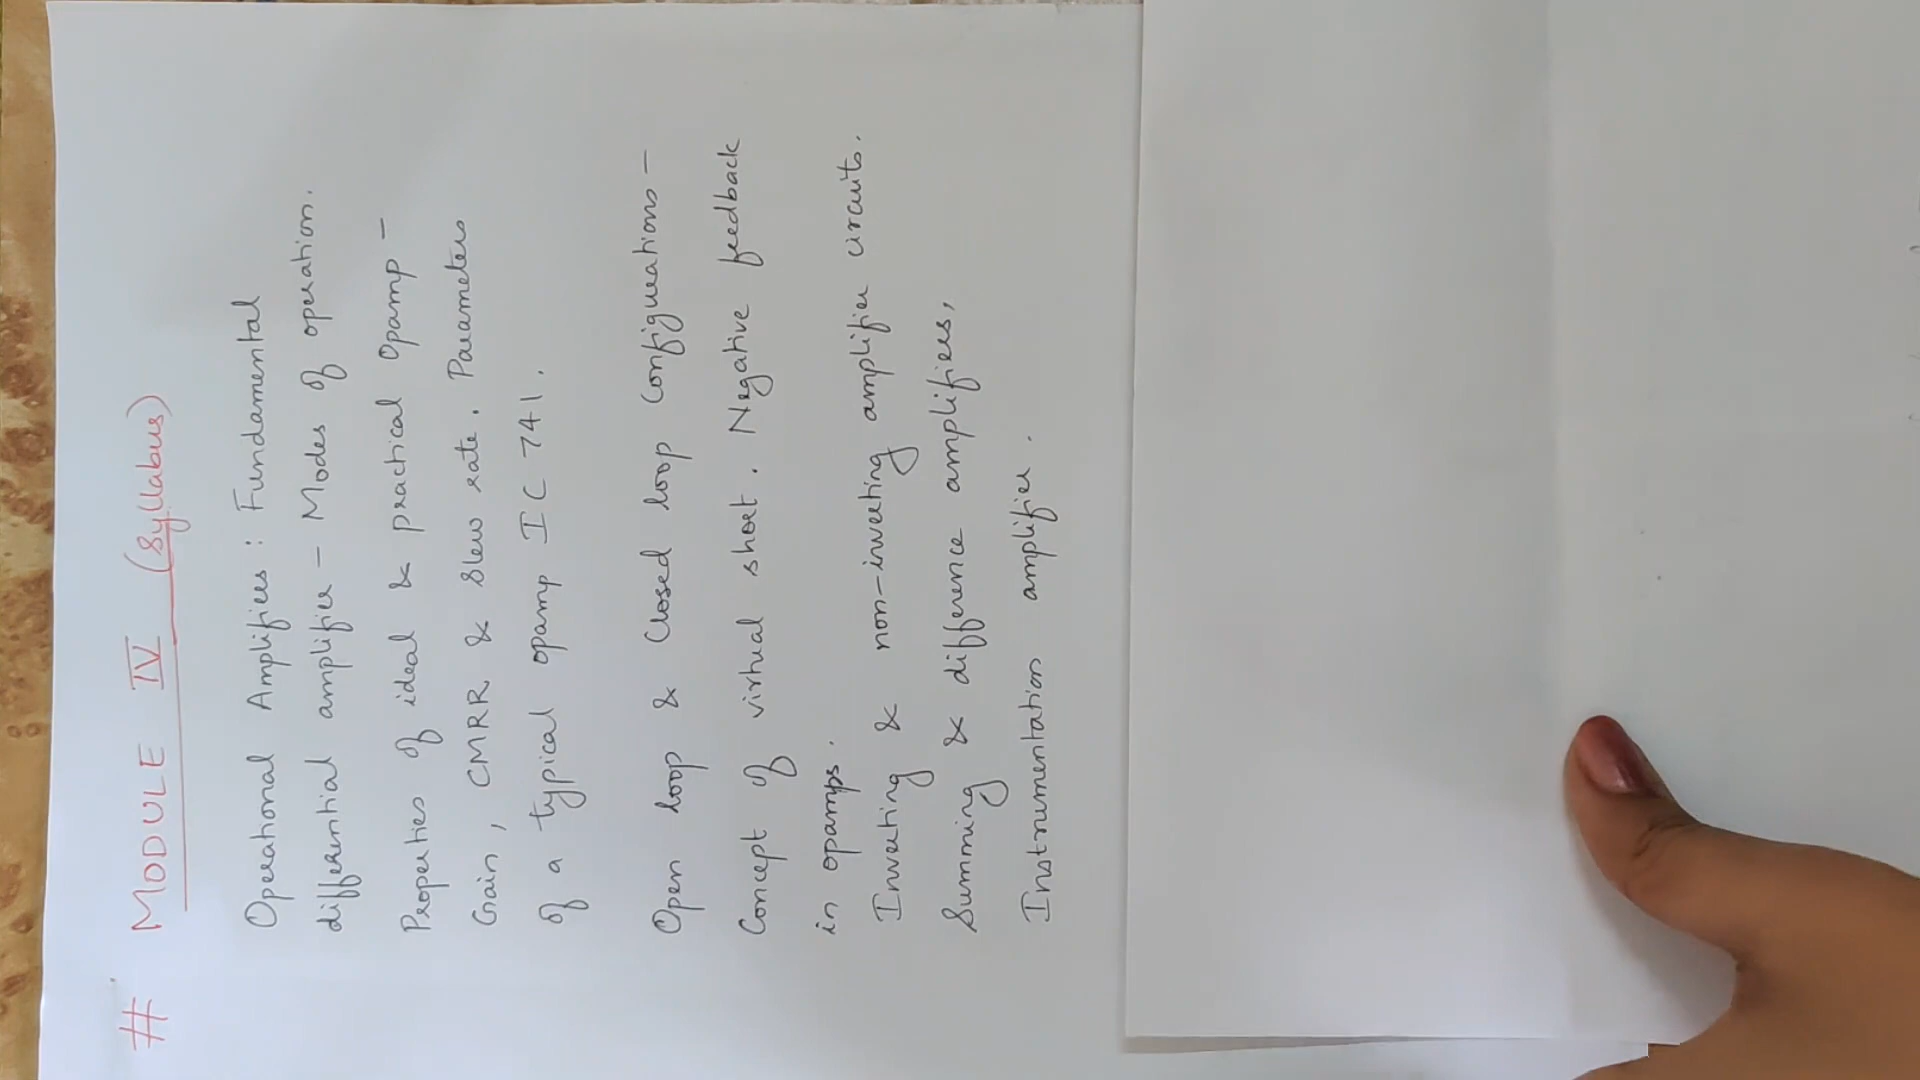 # MODULE IV (Syllabus)
Operational Amplifiers : Fundamental
differential amplifier - Modes of operation.
Properties of ideal & practical Opamp -
Gain, CMRR & Slew rate. Parameters
of a typical opamp IC 741.
Open loop & Closed loop Configurations -
Concept of virtual short. Negative feedback
in opamps.
Inverting & non-inverting amplifier circuits.
Summing & difference amplifiers,
Instrumentation amplifier.